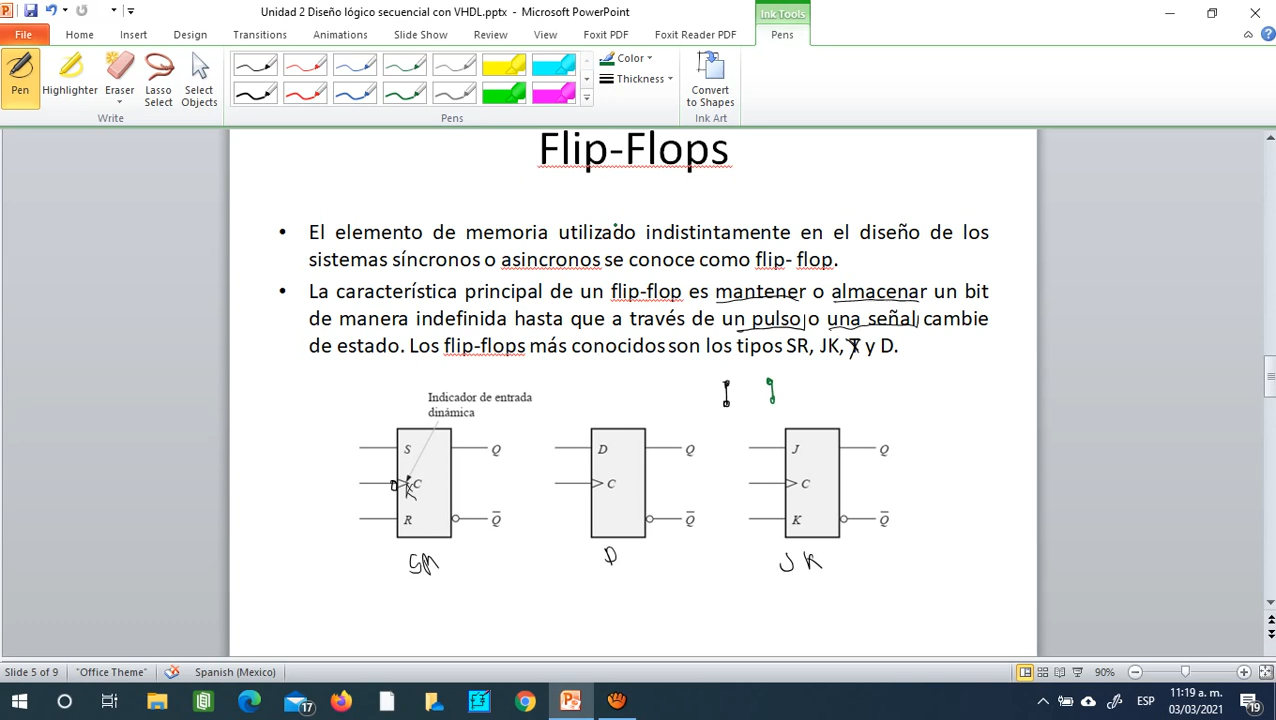 Unidad 2 Diseño lógico secuencial con VHDL.pptx - Microsoft PowerPoint
Ink Tools
File Home Insert Design Transitions Animations Slide Show Review View Foxit PDF Foxit Reader PDF Pens
Pen Highlighter Eraser Lasso Select Select Objects
Color
Thickness
Convert to Shapes
Write Pens Ink Art
Flip-Flops
• El elemento de memoria utilizado indistintamente en el diseño de los
sistemas síncronos o asincronos se conoce como flip- flop.
• La característica principal de un flip-flop es mantener o almacenar un bit
de manera indefinida hasta que a través de un pulso o una señal cambie
de estado. Los flip-flops más conocidos son los tipos SR, JK, T y D.
Indicador de entrada
dinámica
S Q D Q J Q
C C C
R Q̅ Q̅ K Q̅
SR D JK
Slide 5 of 9 "Office Theme" Spanish (Mexico) 90%
17 ESP 11:19 a. m. 19
03/03/2021